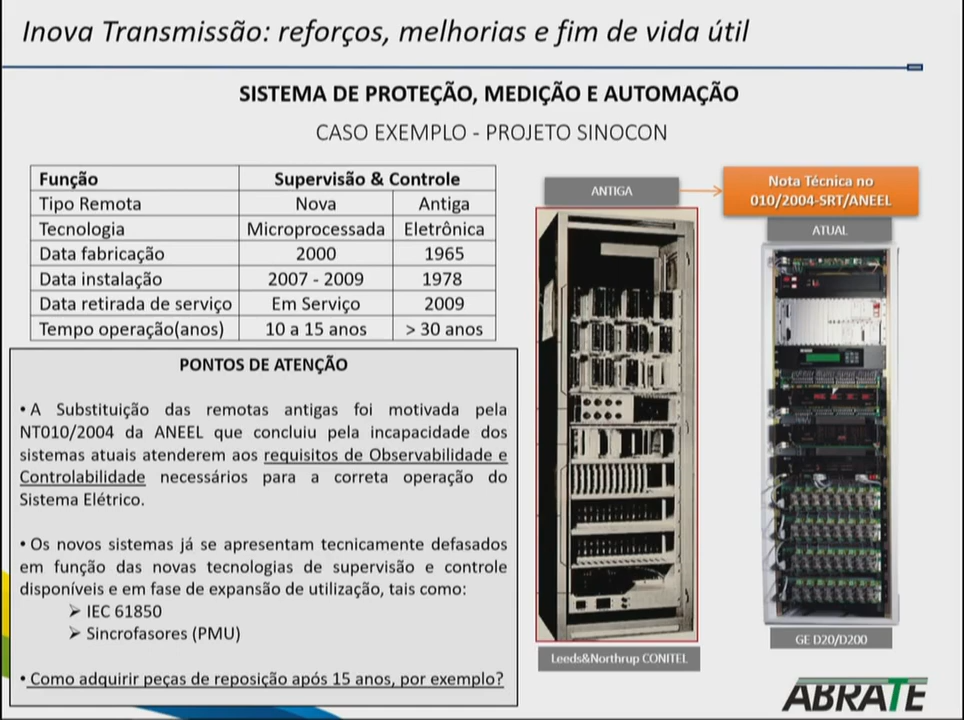 Inova Transmissão: reforços, melhorias e fim de vida útil
SISTEMA DE PROTEÇÃO, MEDIÇÃO E AUTOMAÇÃO
CASO EXEMPLO - PROJETO SINOCON
Função Supervisão & Controle
Tipo Remota Nova Antiga
Tecnologia Microprocessada Eletrônica
Data fabricação 2000 1965
Data instalação 2007 - 2009 1978
Data retirada de serviço Em Serviço 2009
Tempo operação(anos) 10 a 15 anos > 30 anos
PONTOS DE ATENÇÃO
• A Substituição das remotas antigas foi motivada pela
NT010/2004 da ANEEL que concluiu pela incapacidade dos
sistemas atuais atenderem aos requisitos de Observabilidade e
Controlabilidade necessários para a correta operação do
Sistema Elétrico.
• Os novos sistemas já se apresentam tecnicamente defasados
em função das novas tecnologias de supervisão e controle
disponíveis e em fase de expansão de utilização, tais como:
➢ IEC 61850
➢ Sincrofasores (PMU)
• Como adquirir peças de reposição após 15 anos, por exemplo?
ANTIGA
Leeds&Northrup CONITEL
Nota Técnica no
010/2004-SRT/ANEEL
ATUAL
GE D20/D200
ABRATE